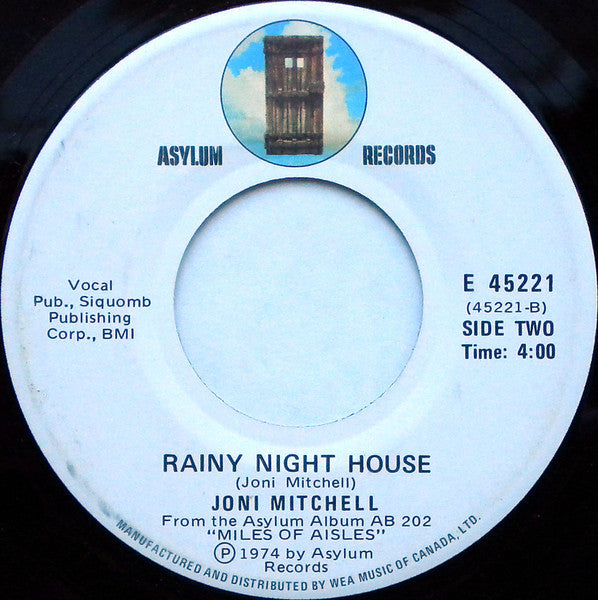 ASYLUM RECORDS
Vocal
Pub., Siquomb
Publishing
Corp., BMI
E 45221
(45221-B)
SIDE TWO
Time: 4:00
RAINY NIGHT HOUSE
(Joni Mitchell)
JONI MITCHELL
From the Asylum Album AB 202
"MILES OF AISLES"
Ⓟ 1974 by Asylum
Records
MANUFACTURED AND DISTRIBUTED BY WEA MUSIC OF CANADA, LTD.